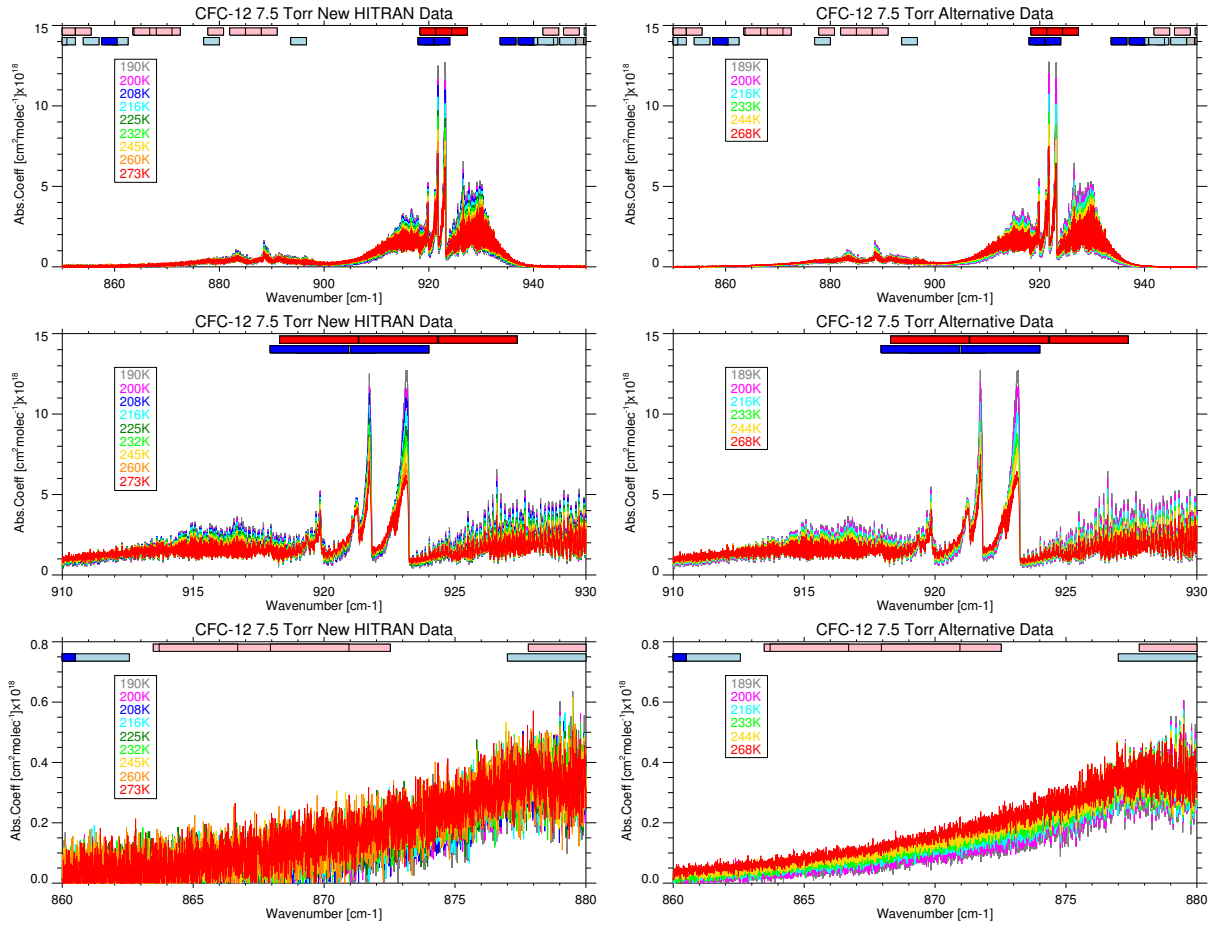 CFC-12 7.5 Torr New HITRAN Data
Abs.Coeff [cm²molec⁻¹]x10¹⁸
15
10
5
0
190K
200K
208K
216K
225K
232K
245K
260K
273K
860 880 900 920 940
Wavenumber [cm-1]
CFC-12 7.5 Torr Alternative Data
Abs.Coeff [cm²molec⁻¹]x10¹⁸
15
10
5
0
189K
200K
216K
233K
244K
268K
860 880 900 920 940
Wavenumber [cm-1]
CFC-12 7.5 Torr New HITRAN Data
Abs.Coeff [cm²molec⁻¹]x10¹⁸
15
10
5
0
190K
200K
208K
216K
225K
232K
245K
260K
273K
910 915 920 925 930
Wavenumber [cm-1]
CFC-12 7.5 Torr Alternative Data
Abs.Coeff [cm²molec⁻¹]x10¹⁸
15
10
5
0
189K
200K
216K
233K
244K
268K
910 915 920 925 930
Wavenumber [cm-1]
CFC-12 7.5 Torr New HITRAN Data
Abs.Coeff [cm²molec⁻¹]x10¹⁸
0.8
0.6
0.4
0.2
0.0
190K
200K
208K
216K
225K
232K
245K
260K
273K
860 865 870 875 880
Wavenumber [cm-1]
CFC-12 7.5 Torr Alternative Data
Abs.Coeff [cm²molec⁻¹]x10¹⁸
0.8
0.6
0.4
0.2
0.0
189K
200K
216K
233K
244K
268K
860 865 870 875 880
Wavenumber [cm-1]